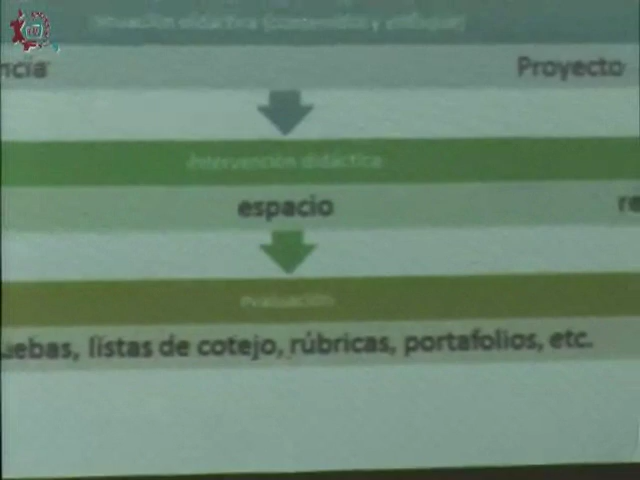 Situación didáctica (contenidos y enfoque)
ncia Proyecto
Intervención didáctica
espacio re
evaluación
uebas, listas de cotejo, rúbricas, portafolios, etc.